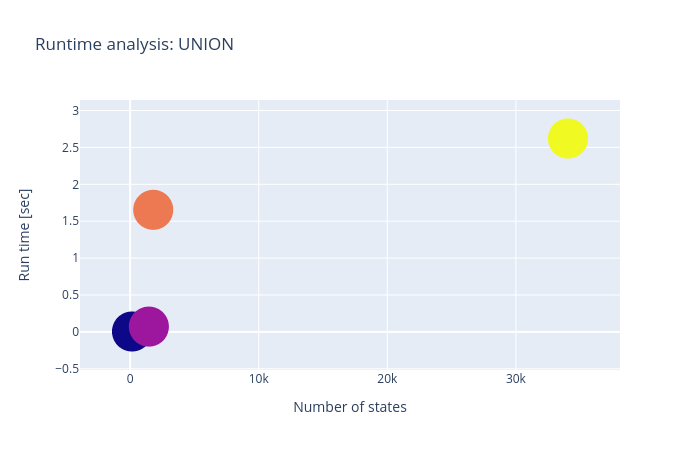 Runtime analysis: UNION
3
2.5
2
1.5
1
0.5
0
−0.5
Run time [sec]
0 10k 20k 30k
Number of states